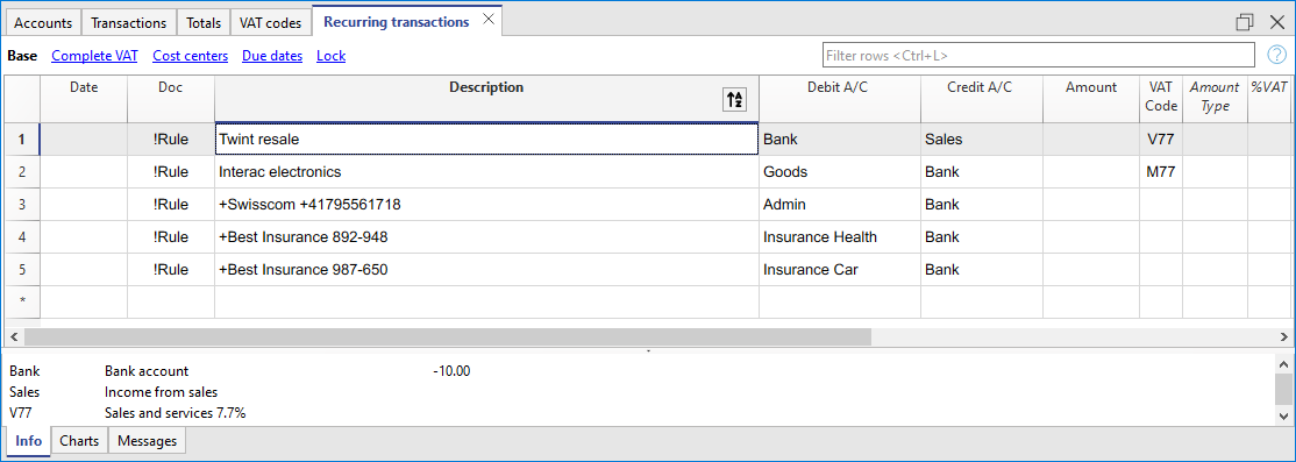 Accounts Transactions Totals VAT codes Recurring transactions
Base Complete VAT Cost centers Due dates Lock Filter rows <Ctrl+L> ?
Date Doc Description Debit A/C Credit A/C Amount VAT Code Amount Type %VAT
1 !Rule Twint resale Bank Sales V77
2 !Rule Interac electronics Goods Bank M77
3 !Rule +Swisscom +41795561718 Admin Bank
4 !Rule +Best Insurance 892-948 Insurance Health Bank
5 !Rule +Best Insurance 987-650 Insurance Car Bank
*
Bank Bank account -10.00
Sales Income from sales
V77 Sales and services 7.7%
Info Charts Messages